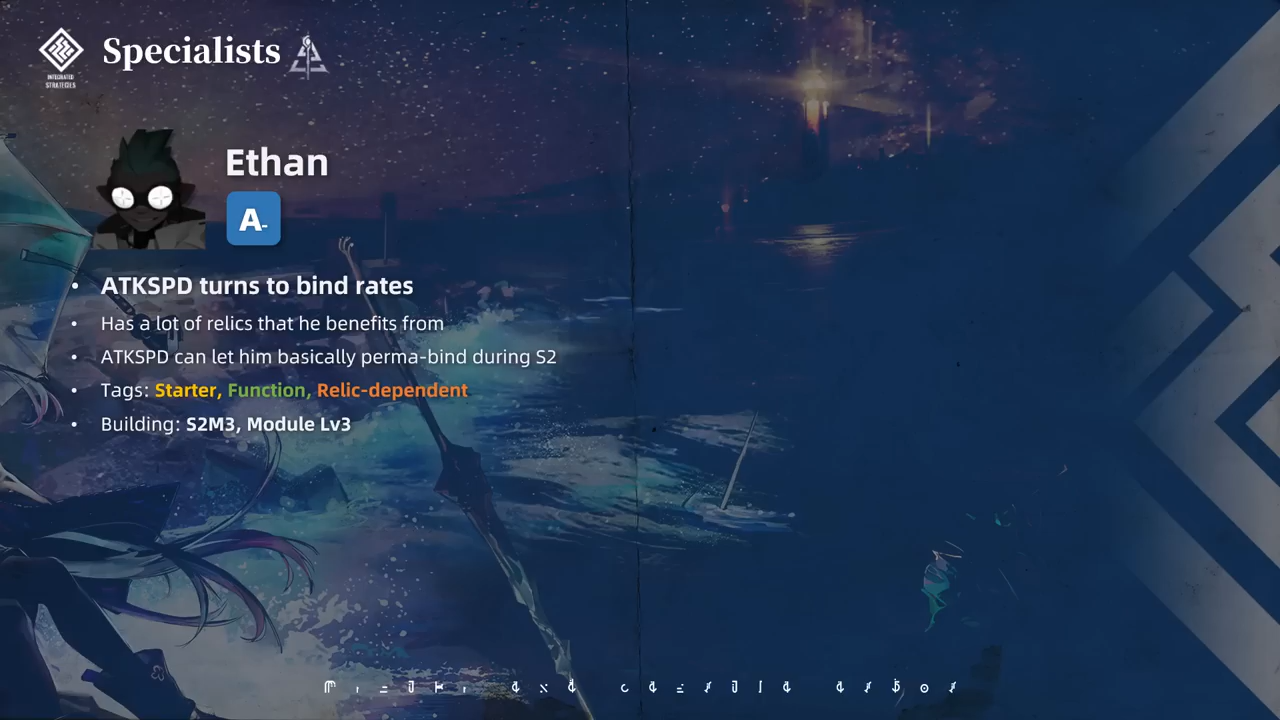 INTEGRATED
STRATEGIES
Specialists
Ethan
A-
• ATKSPD turns to bind rates
• Has a lot of relics that he benefits from
• ATKSPD can let him basically perma-bind during S2
• Tags: Starter, Function, Relic-dependent
• Building: S2M3, Module Lv3